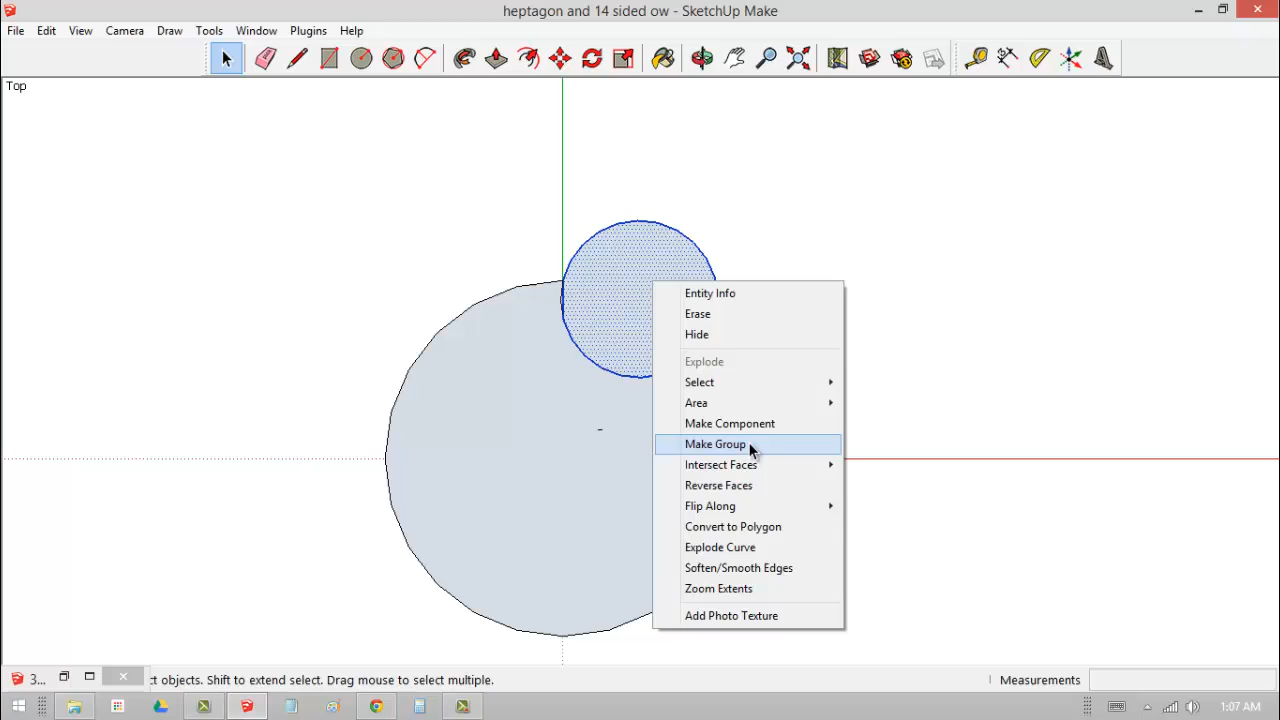 heptagon and 14 sided ow - SketchUp Make
File Edit View Camera Draw Tools Window Plugins Help
Top
Entity Info
Erase
Hide
Explode
Select
Area
Make Component
Make Group
Intersect Faces
Reverse Faces
Flip Along
Convert to Polygon
Explode Curve
Soften/Smooth Edges
Zoom Extents
Add Photo Texture
3... :t objects. Shift to extend select. Drag mouse to select multiple. Measurements
1:07 AM